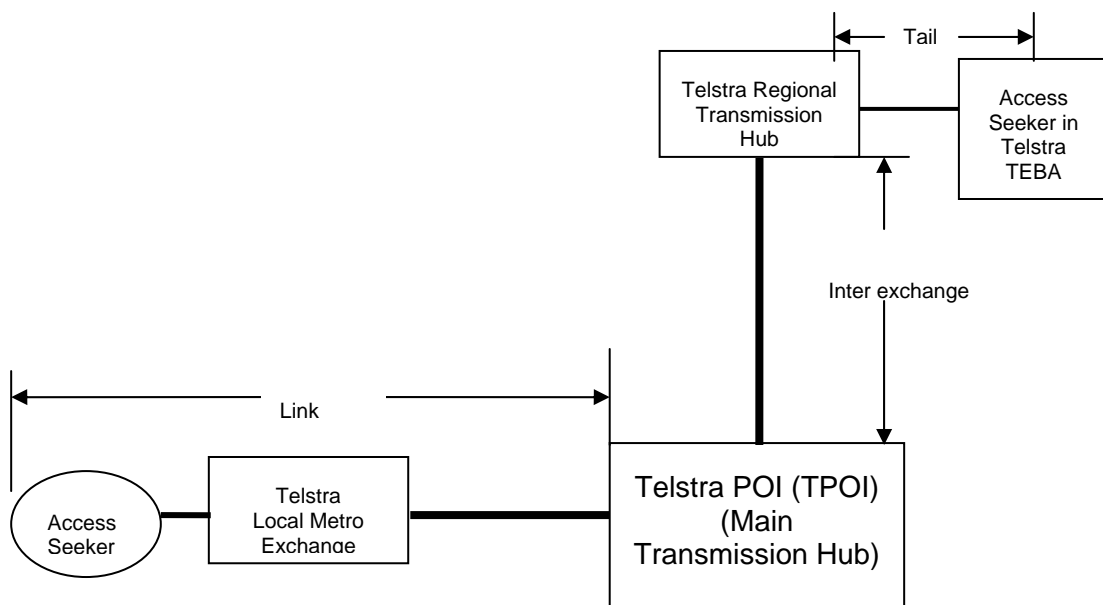 Tail
Telstra Regional
Transmission
Hub
Access
Seeker in
Telstra
TEBA
Inter exchange
Link
Telstra POI (TPOI)
(Main
Transmission Hub)
Telstra
Local Metro
Exchange
Access
Seeker